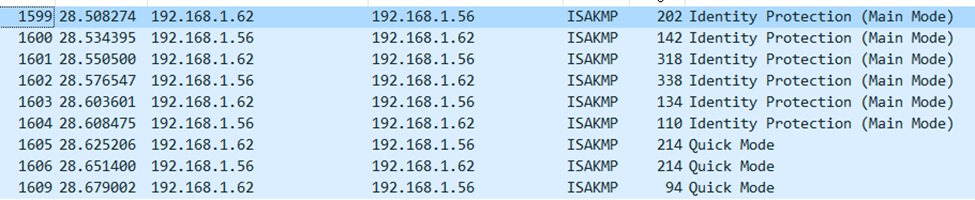 1599 28.508274 192.168.1.62 192.168.1.56 ISAKMP 202 Identity Protection (Main Mode)
1600 28.534395 192.168.1.56 192.168.1.62 ISAKMP 142 Identity Protection (Main Mode)
1601 28.550500 192.168.1.62 192.168.1.56 ISAKMP 318 Identity Protection (Main Mode)
1602 28.576547 192.168.1.56 192.168.1.62 ISAKMP 338 Identity Protection (Main Mode)
1603 28.603601 192.168.1.62 192.168.1.56 ISAKMP 134 Identity Protection (Main Mode)
1604 28.608475 192.168.1.56 192.168.1.62 ISAKMP 110 Identity Protection (Main Mode)
1605 28.625206 192.168.1.62 192.168.1.56 ISAKMP 214 Quick Mode
1606 28.651400 192.168.1.56 192.168.1.62 ISAKMP 214 Quick Mode
1609 28.679002 192.168.1.62 192.168.1.56 ISAKMP 94 Quick Mode